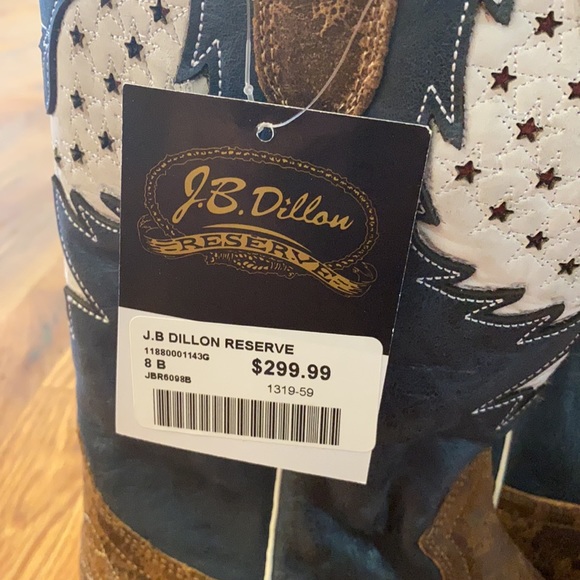 J.B. Dillon
RESERVE
J.B DILLON RESERVE
11880001143G
8 B
$299.99
JBR6098B
1319-59